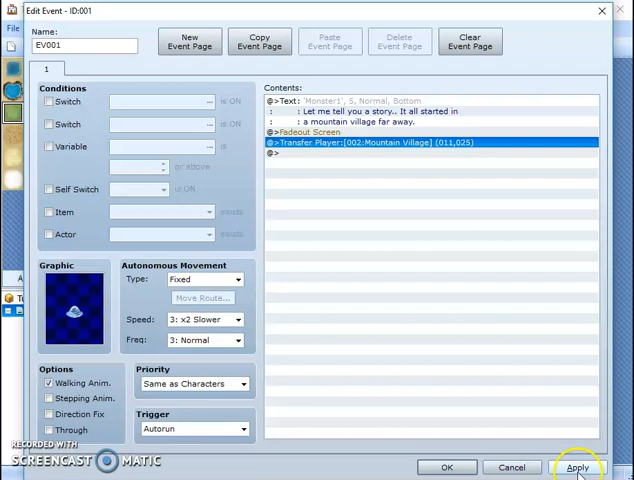 Edit Event - ID:001
File
Name:
EV001
New
Event Page
Copy
Event Page
Paste
Event Page
Delete
Event Page
Clear
Event Page
1
Conditions
Switch ... is ON
Switch ... is ON
Variable ... is
or above
Self Switch is ON
Item exists
Actor exists
Graphic
Autonomous Movement
Type: Fixed
Move Route...
Speed: 3: x2 Slower
Freq: 3: Normal
Options
Walking Anim.
Stepping Anim.
Direction Fix
Through
Priority
Same as Characters
Trigger
Autorun
Contents:
@>Text: 'Monster1', 5, Normal, Bottom
: : Let me tell you a story.. It all started in
: : a mountain village far away.
@>Fadeout Screen
@>Transfer Player:[002:Mountain Village] (011,025)
@>
OK
Cancel
Apply
RECORDED WITH
SCREENCAST MATIC